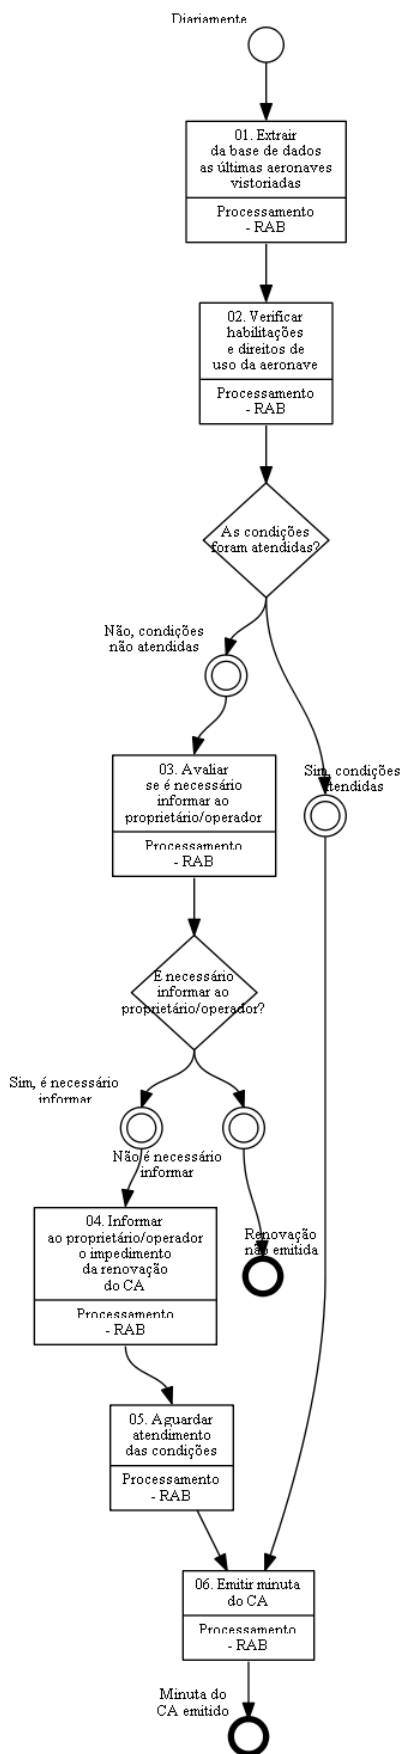 Diariamente
01. Extrair
da base de dados
as últimas aeronaves
vistoriadas
Processamento
- RAB
02. Verificar
habilitações
e direitos de
uso da aeronave
Processamento
- RAB
As condições
foram atendidas?
Não, condições
não atendidas
03. Avaliar
se é necessário
informar ao
proprietário/operador
Processamento
- RAB
Sim, condições
atendidas
É necessário
informar ao
proprietário/operador?
Sim, é necessário
informar
Não é necessário
informar
04. Informar
ao proprietário/operador
o impedimento
da renovação
do CA
Processamento
- RAB
Renovação
não emitida
05. Aguardar
atendimento
das condições
Processamento
- RAB
06. Emitir minuta
do CA
Processamento
- RAB
Minuta do
CA emitido